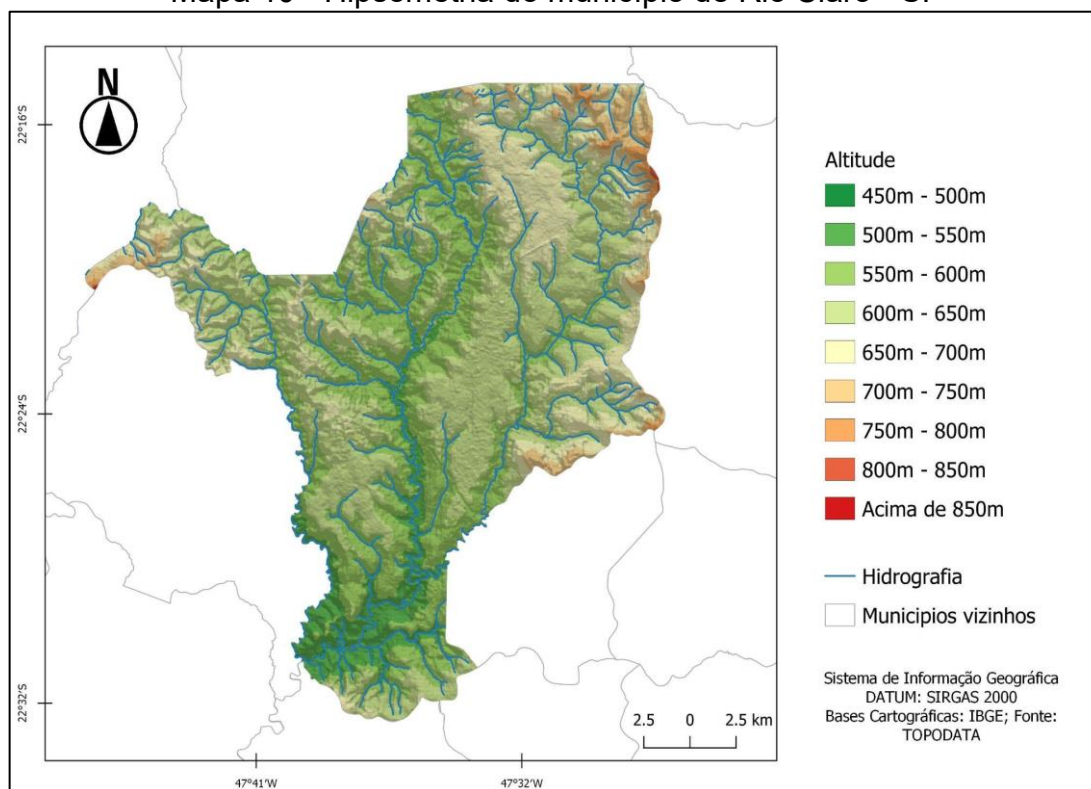 Mapa 10 - Hipsometria do município de Rio Claro - SP
N
22°16'S
22°24'S
22°32'S
47°41'W
47°32'W
2.5 0 2.5 km
Altitude
450m - 500m
500m - 550m
550m - 600m
600m - 650m
650m - 700m
700m - 750m
750m - 800m
800m - 850m
Acima de 850m
Hidrografia
Municipios vizinhos
Sistema de Informação Geográfica
DATUM: SIRGAS 2000
Bases Cartográficas: IBGE; Fonte:
TOPODATA